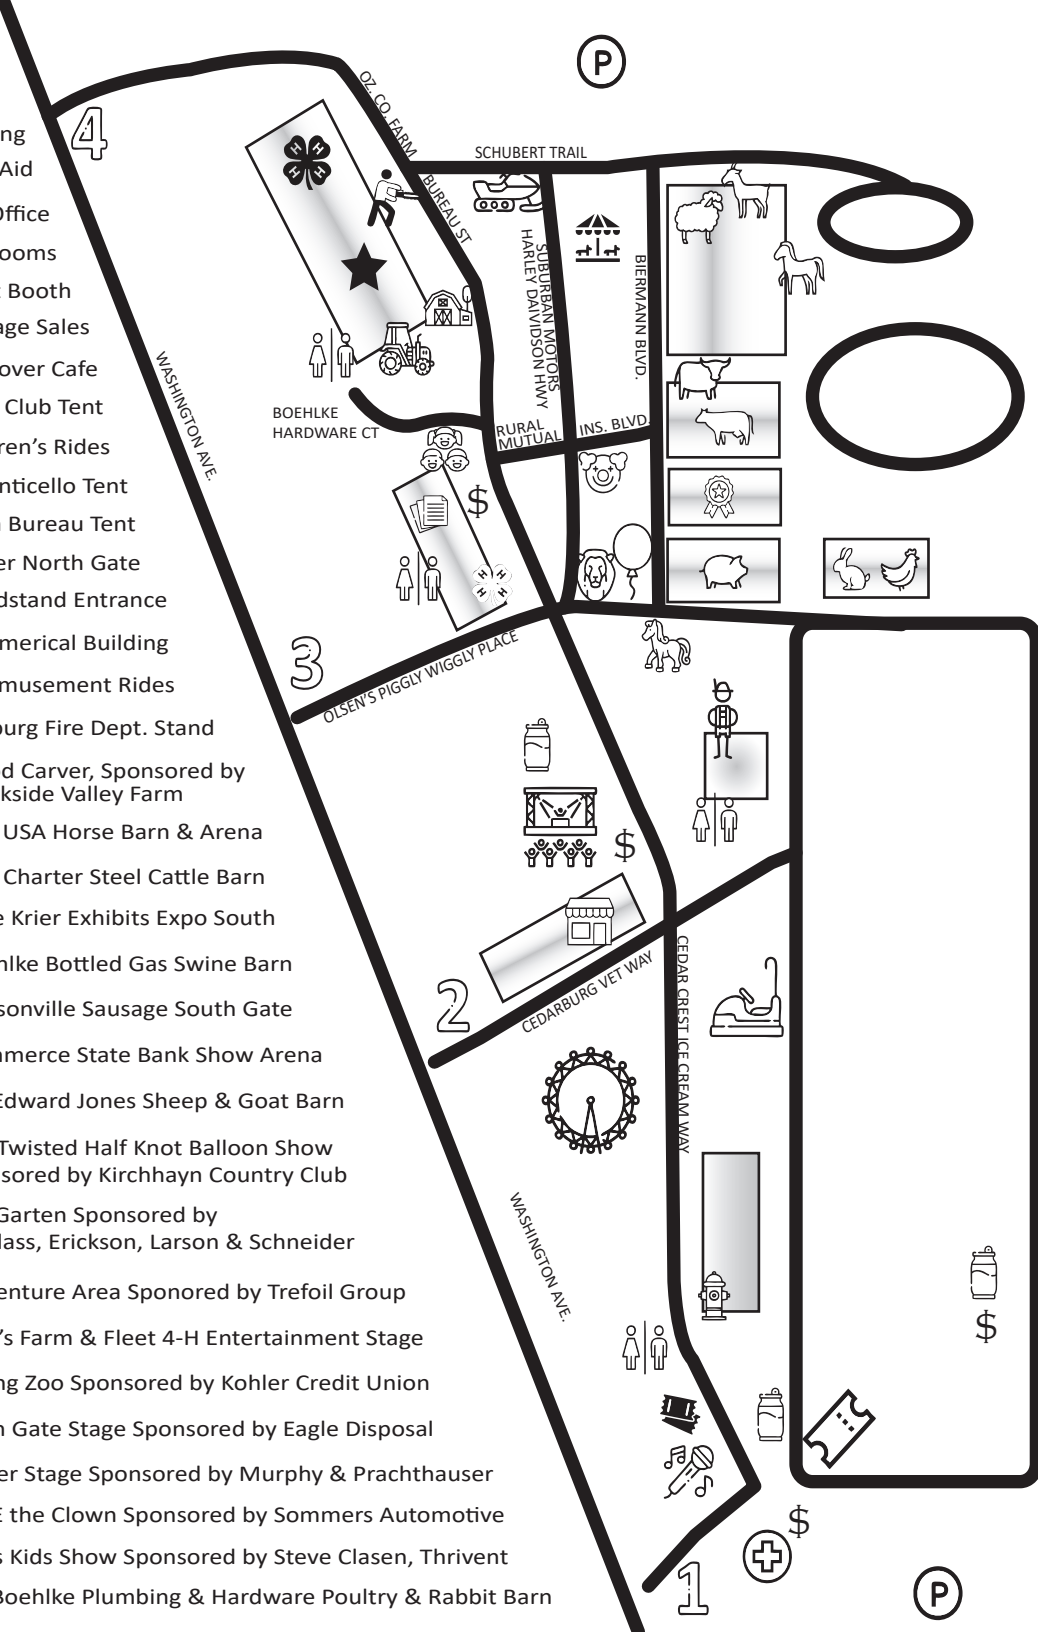 P
OZ. CO. FARM
BUREAU ST
SCHUBERT TRAIL
4
H H
H H
SUBURBAN MOTORS
HARLEY DAIVIDSON HWY
BIERMANN BLVD.
WASHINGTON AVE.
BOEHLKE
HARDWARE CT
RURAL
MUTUAL
INS. BLVD.
$
H H
H H
3
OLSEN'S PIGGLY WIGGLY PLACE
$
2
CEDARBURG VET WAY
CEDAR CREST ICE CREAM WAY
WASHINGTON AVE.
$
$
1
P
ng
Aid
Office
ooms
Booth
age Sales
over Cafe
Club Tent
ren's Rides
nticello Tent
Bureau Tent
er North Gate
dstand Entrance
merical Building
musement Rides
burg Fire Dept. Stand
d Carver, Sponsored by
kside Valley Farm
USA Horse Barn & Arena
Charter Steel Cattle Barn
e Krier Exhibits Expo South
hlke Bottled Gas Swine Barn
sonville Sausage South Gate
mmerce State Bank Show Arena
Edward Jones Sheep & Goat Barn
Twisted Half Knot Balloon Show
sored by Kirchhayn Country Club
Garten Sponsored by
lass, Erickson, Larson & Schneider
enture Area Sponored by Trefoil Group
's Farm & Fleet 4-H Entertainment Stage
ng Zoo Sponsored by Kohler Credit Union
n Gate Stage Sponsored by Eagle Disposal
er Stage Sponsored by Murphy & Prachthauser
E the Clown Sponsored by Sommers Automotive
s Kids Show Sponsored by Steve Clasen, Thrivent
Boehlke Plumbing & Hardware Poultry & Rabbit Barn